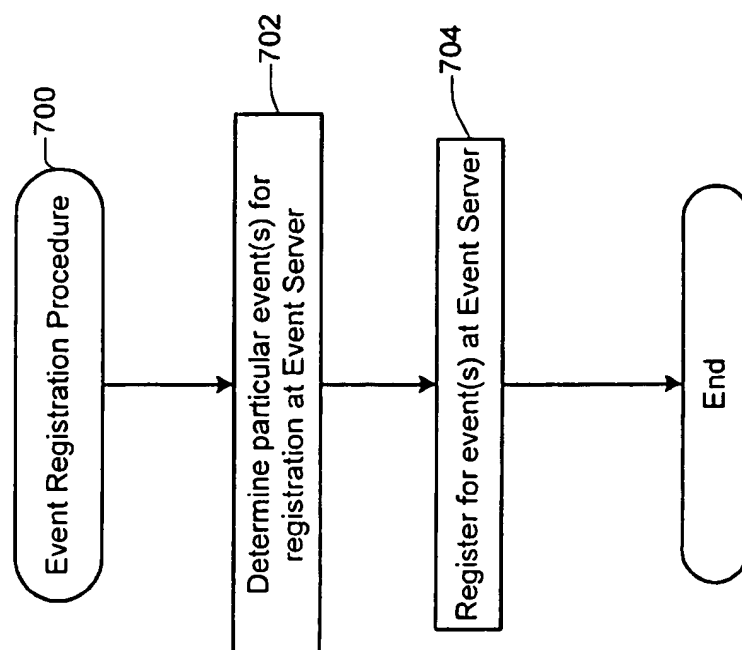 700
Event Registration Procedure
702
Determine particular event(s) for
registration at Event Server
704
Register for event(s) at Event Server
End